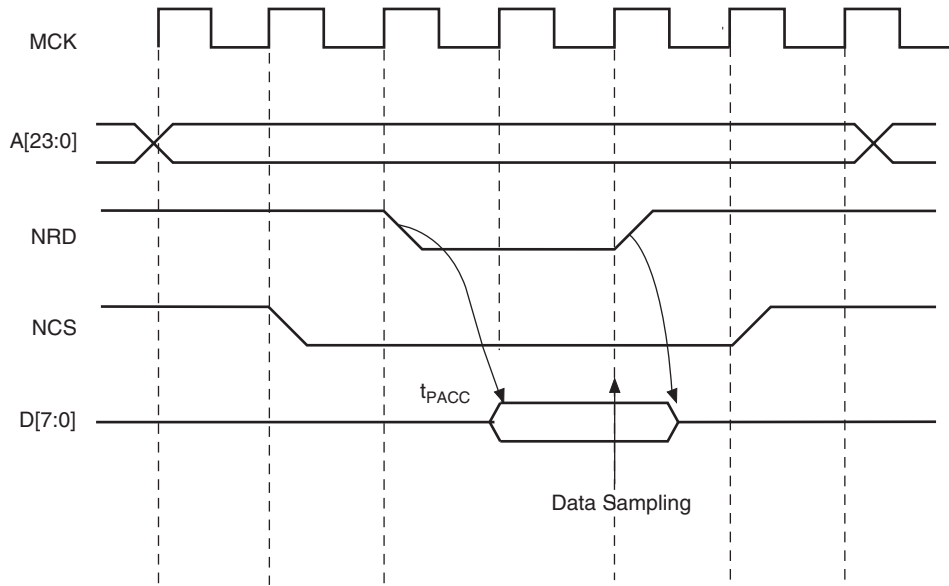 MCK
A[23:0]
NRD
NCS
tPACC
D[7:0]
Data Sampling